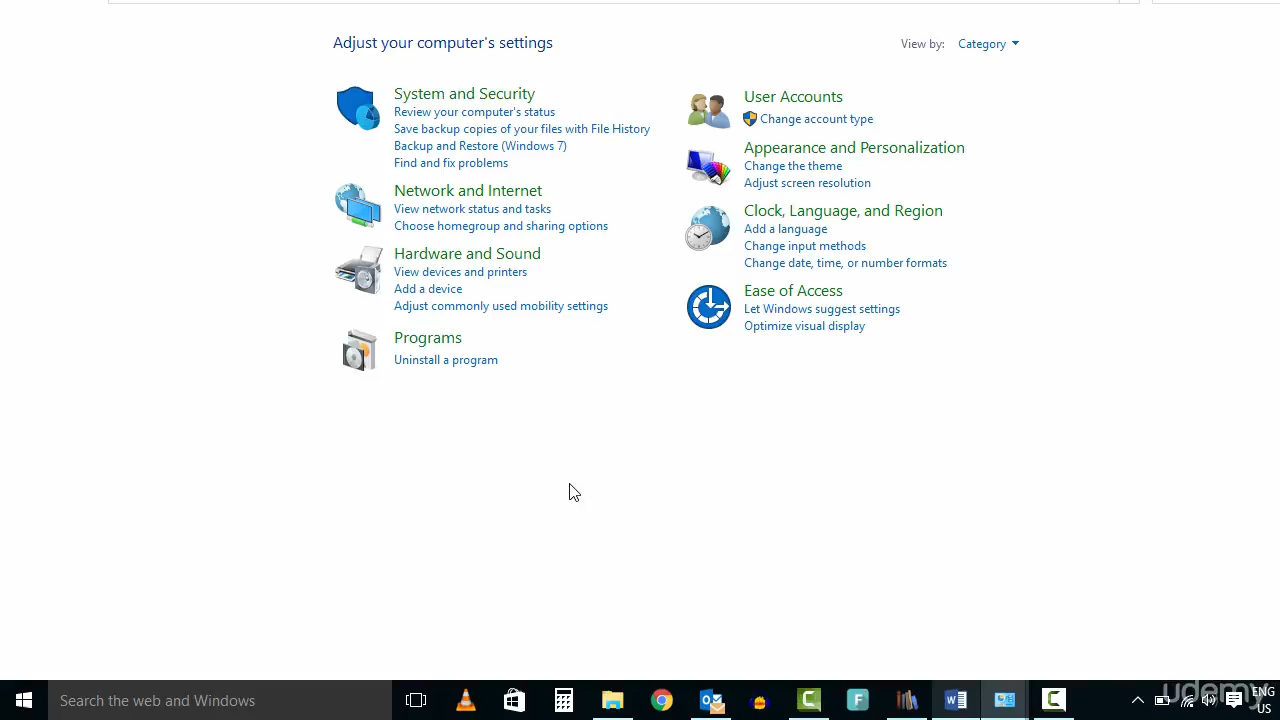 Adjust your computer's settings
View by: Category
System and Security
Review your computer's status
Save backup copies of your files with File History
Backup and Restore (Windows 7)
Find and fix problems
Network and Internet
View network status and tasks
Choose homegroup and sharing options
Hardware and Sound
View devices and printers
Add a device
Adjust commonly used mobility settings
Programs
Uninstall a program
User Accounts
Change account type
Appearance and Personalization
Change the theme
Adjust screen resolution
Clock, Language, and Region
Add a language
Change input methods
Change date, time, or number formats
Ease of Access
Let Windows suggest settings
Optimize visual display
Search the web and Windows
udemy
ENG
US